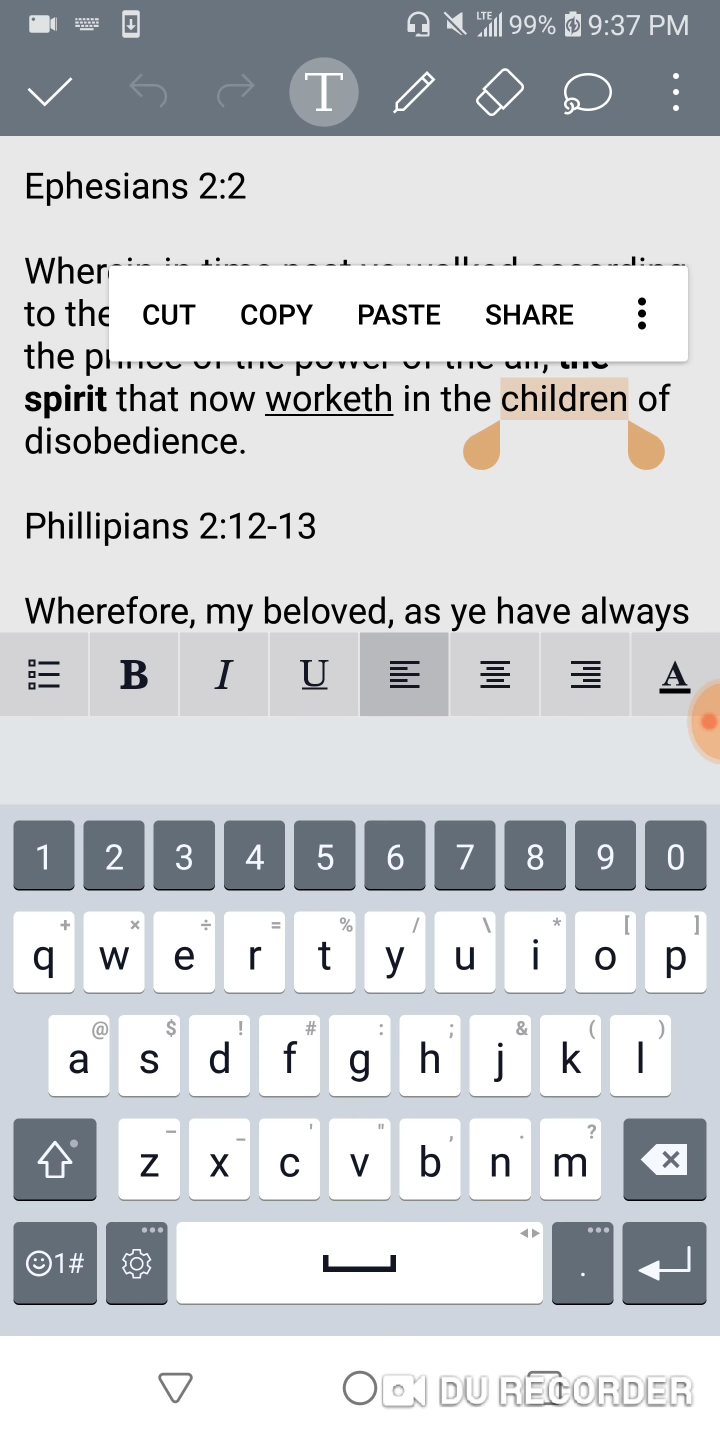 LTE 99% 9:37 PM
T
Ephesians 2:2
Wher
to the
CUT COPY PASTE SHARE
the
spirit that now worketh in the children of
disobedience.
Phillipians 2:12-13
Wherefore, my beloved, as ye have always
B I U A
1 2 3 4 5 6 7 8 9 0
+ × ÷ = % / \ * [ ]
q w e r t y u i o p
@ $ ! # : ; & ( )
a s d f g h j k l
– _ ' " , . ?
z x c v b n m
1# .
DU RECORDER